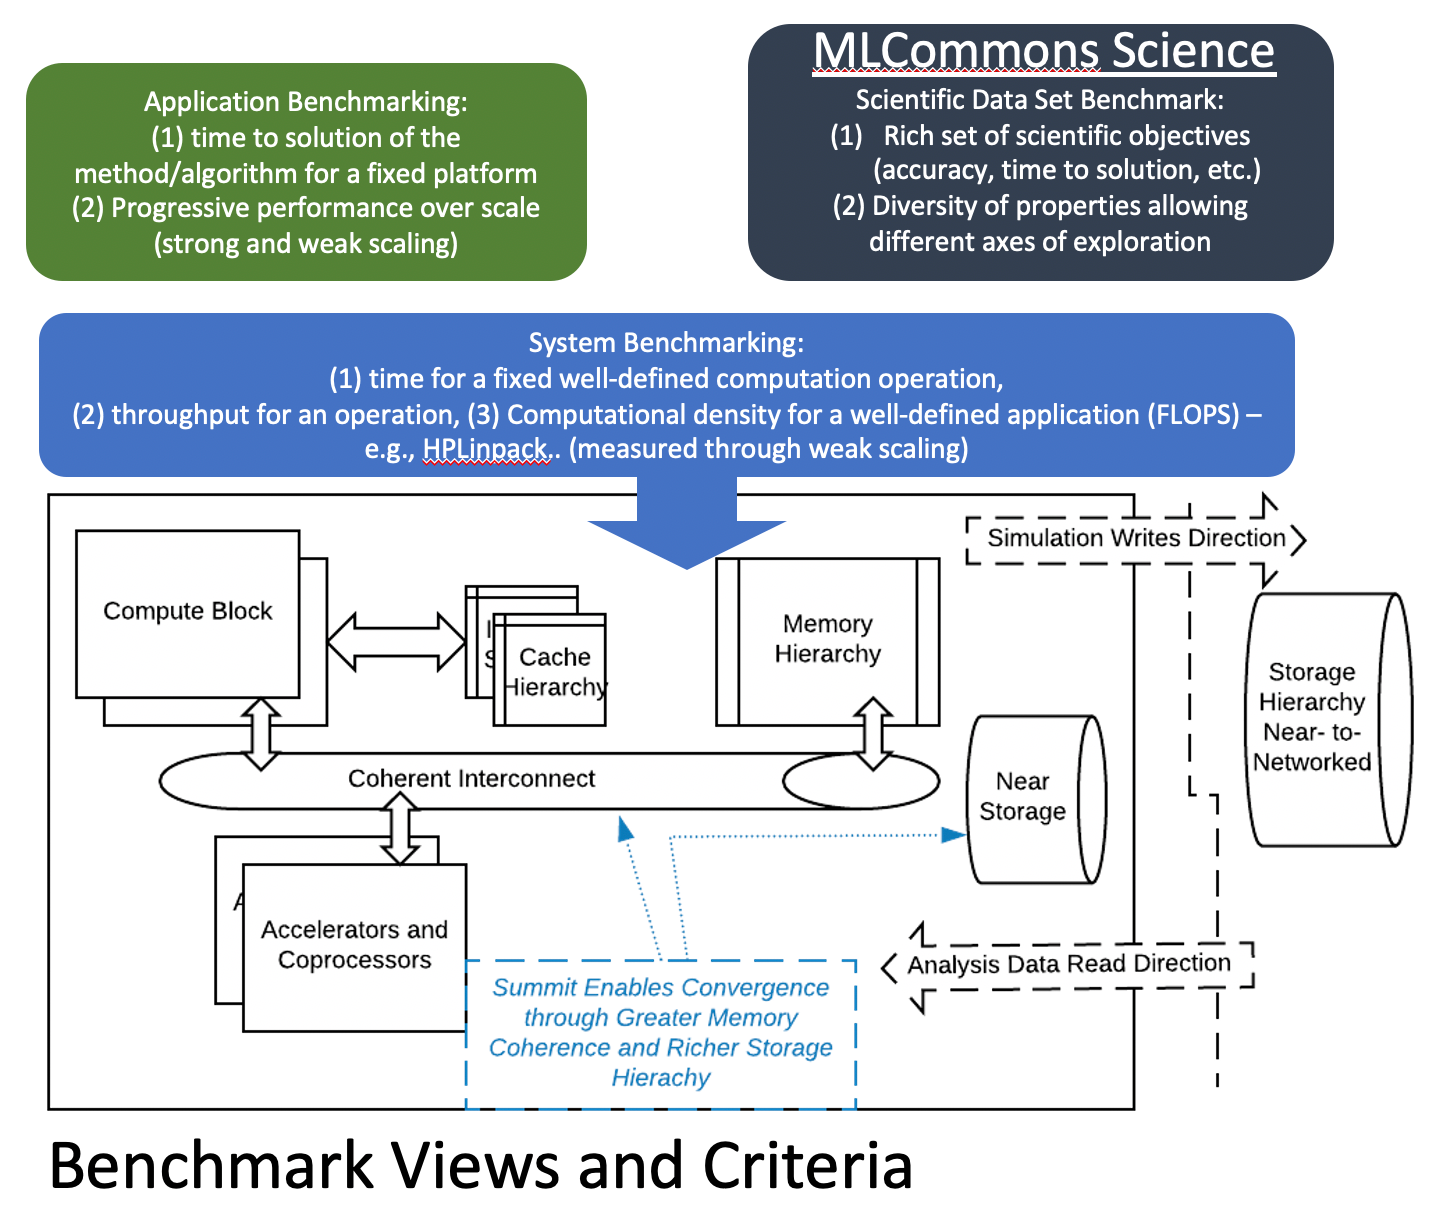 MLCommons Science
Scientific Data Set Benchmark:
(1) Rich set of scientific objectives
(accuracy, time to solution, etc.)
(2) Diversity of properties allowing
different axes of exploration
Application Benchmarking:
(1) time to solution of the
method/algorithm for a fixed platform
(2) Progressive performance over scale
(strong and weak scaling)
System Benchmarking:
(1) time for a fixed well-defined computation operation,
(2) throughput for an operation, (3) Computational density for a well-defined application (FLOPS) –
e.g., HPLinpack.. (measured through weak scaling)
Simulation Writes Direction
Compute Block
Cache
Hierarchy
Memory
Hierarchy
Storage
Hierarchy
Near- to-
Networked
Coherent Interconnect
Near
Storage
Accelerators and
Coprocessors
Analysis Data Read Direction
Summit Enables Convergence
through Greater Memory
Coherence and Richer Storage
Hierachy
Benchmark Views and Criteria